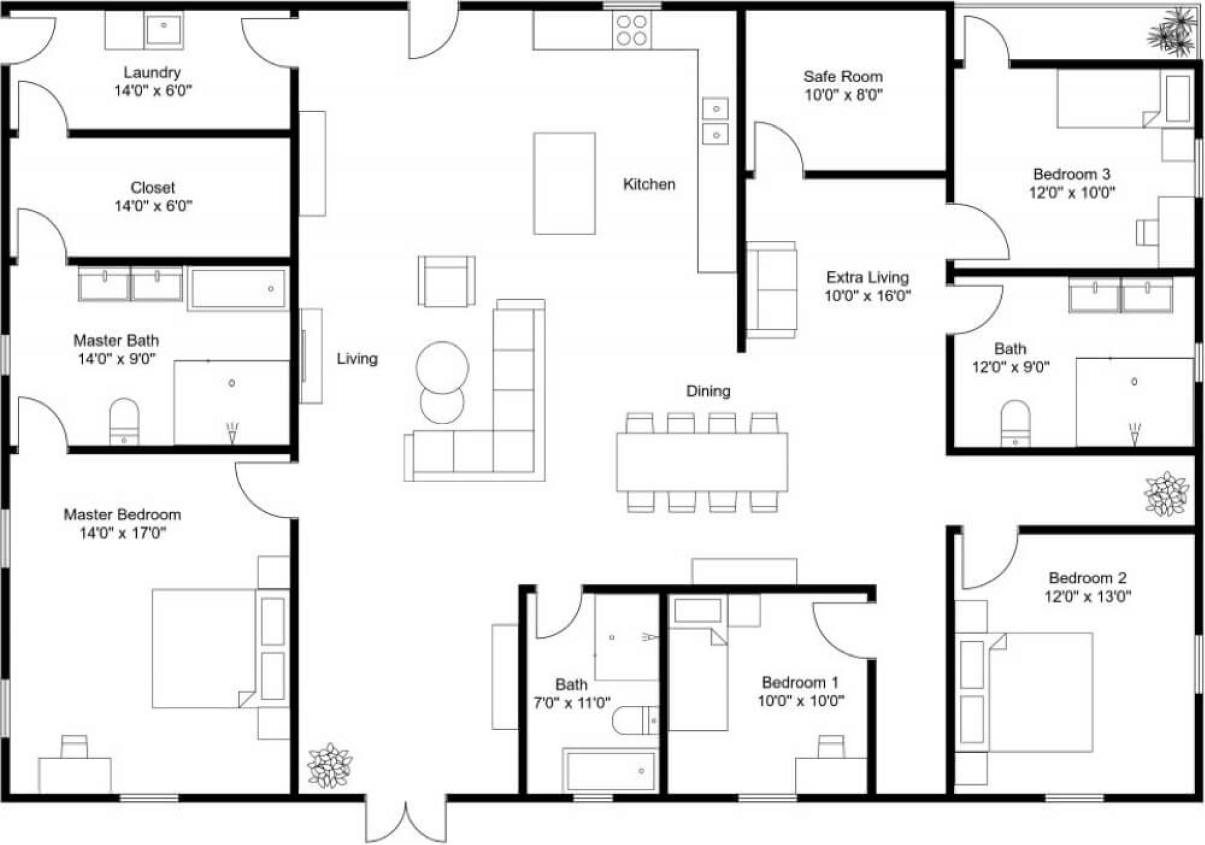 Laundry
14'0" x 6'0"
Safe Room
10'0" x 8'0"
Closet
14'0" x 6'0"
Kitchen
Bedroom 3
12'0" x 10'0"
Extra Living
10'0" x 16'0"
Master Bath
14'0" x 9'0"
Living
Dining
Bath
12'0" x 9'0"
Master Bedroom
14'0" x 17'0"
Bedroom 2
12'0" x 13'0"
Bath
7'0" x 11'0"
Bedroom 1
10'0" x 10'0"